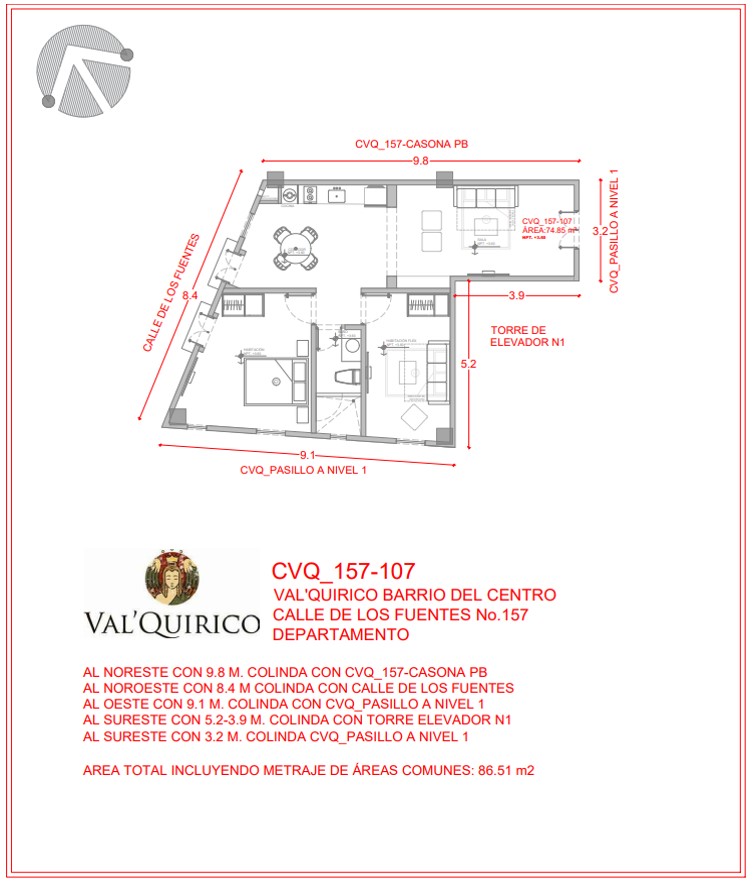 CVQ_157-CASONA PB
9.8
CVQ_157-107
ÁREA:74.85 m²
NPT. +3.68
3.2
CVQ_PASILLO A NIVEL 1
CALLE DE LOS FUENTES
8.4
3.9
TORRE DE
ELEVADOR N1
5.2
9.1
CVQ_PASILLO A NIVEL 1
VAL'QUIRICO
CVQ_157-107
VAL'QUIRICO BARRIO DEL CENTRO
CALLE DE LOS FUENTES No.157
DEPARTAMENTO
AL NORESTE CON 9.8 M. COLINDA CON CVQ_157-CASONA PB
AL NOROESTE CON 8.4 M COLINDA CON CALLE DE LOS FUENTES
AL OESTE CON 9.1 M. COLINDA CON CVQ_PASILLO A NIVEL 1
AL SURESTE CON 5.2-3.9 M. COLINDA CON TORRE ELEVADOR N1
AL SURESTE CON 3.2 M. COLINDA CVQ_PASILLO A NIVEL 1
AREA TOTAL INCLUYENDO METRAJE DE ÁREAS COMUNES: 86.51 m2